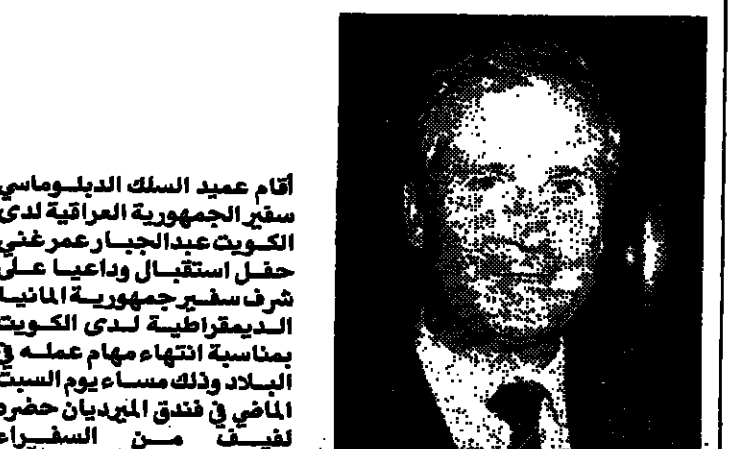 أقام عميد السلك الدبلوماسي
سفير الجمهورية العراقية لدى
الكويت عبدالجبار عمر غني
حفل استقبال وداعيا على
شرف سفير جمهورية المانيا
الديمقراطية لدى الكويت
بمناسبة انتهاء مهام عمله في
البلاد وذلك مساء يوم السبت
الماضي في فندق الميرديان حضره
لفيف من السفراء